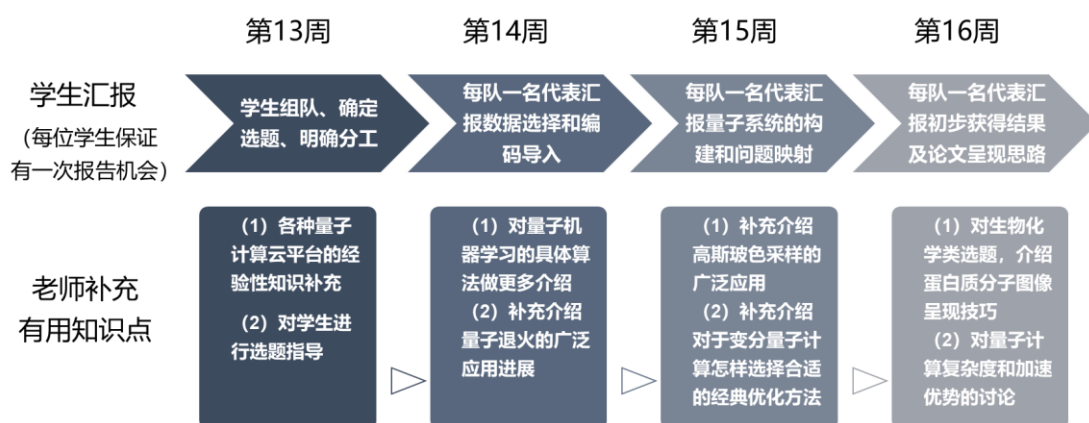 第13周
第14周
第15周
第16周
学生汇报
（每位学生保证
有一次报告机会）
学生组队、确定
选题、明确分工
每队一名代表汇
报数据选择和编
码导入
每队一名代表汇
报量子系统的构
建和问题映射
每队一名代表汇
报初步获得结果
及论文呈现思路
老师补充
有用知识点
（1）各种量子
计算云平台的经
验性知识补充
（2）对学生进
行选题指导
（1）对量子机
器学习的具体算
法做更多介绍
（2）补充介绍
量子退火的广泛
应用进展
（1）补充介绍
高斯玻色采样的
广泛应用
（2）补充介绍
对于变分量子计
算怎样选择合适
的经典优化方法
（1）对生物化
学类选题，介绍
蛋白质分子图像
呈现技巧
（2）对量子计
算复杂度和加速
优势的讨论